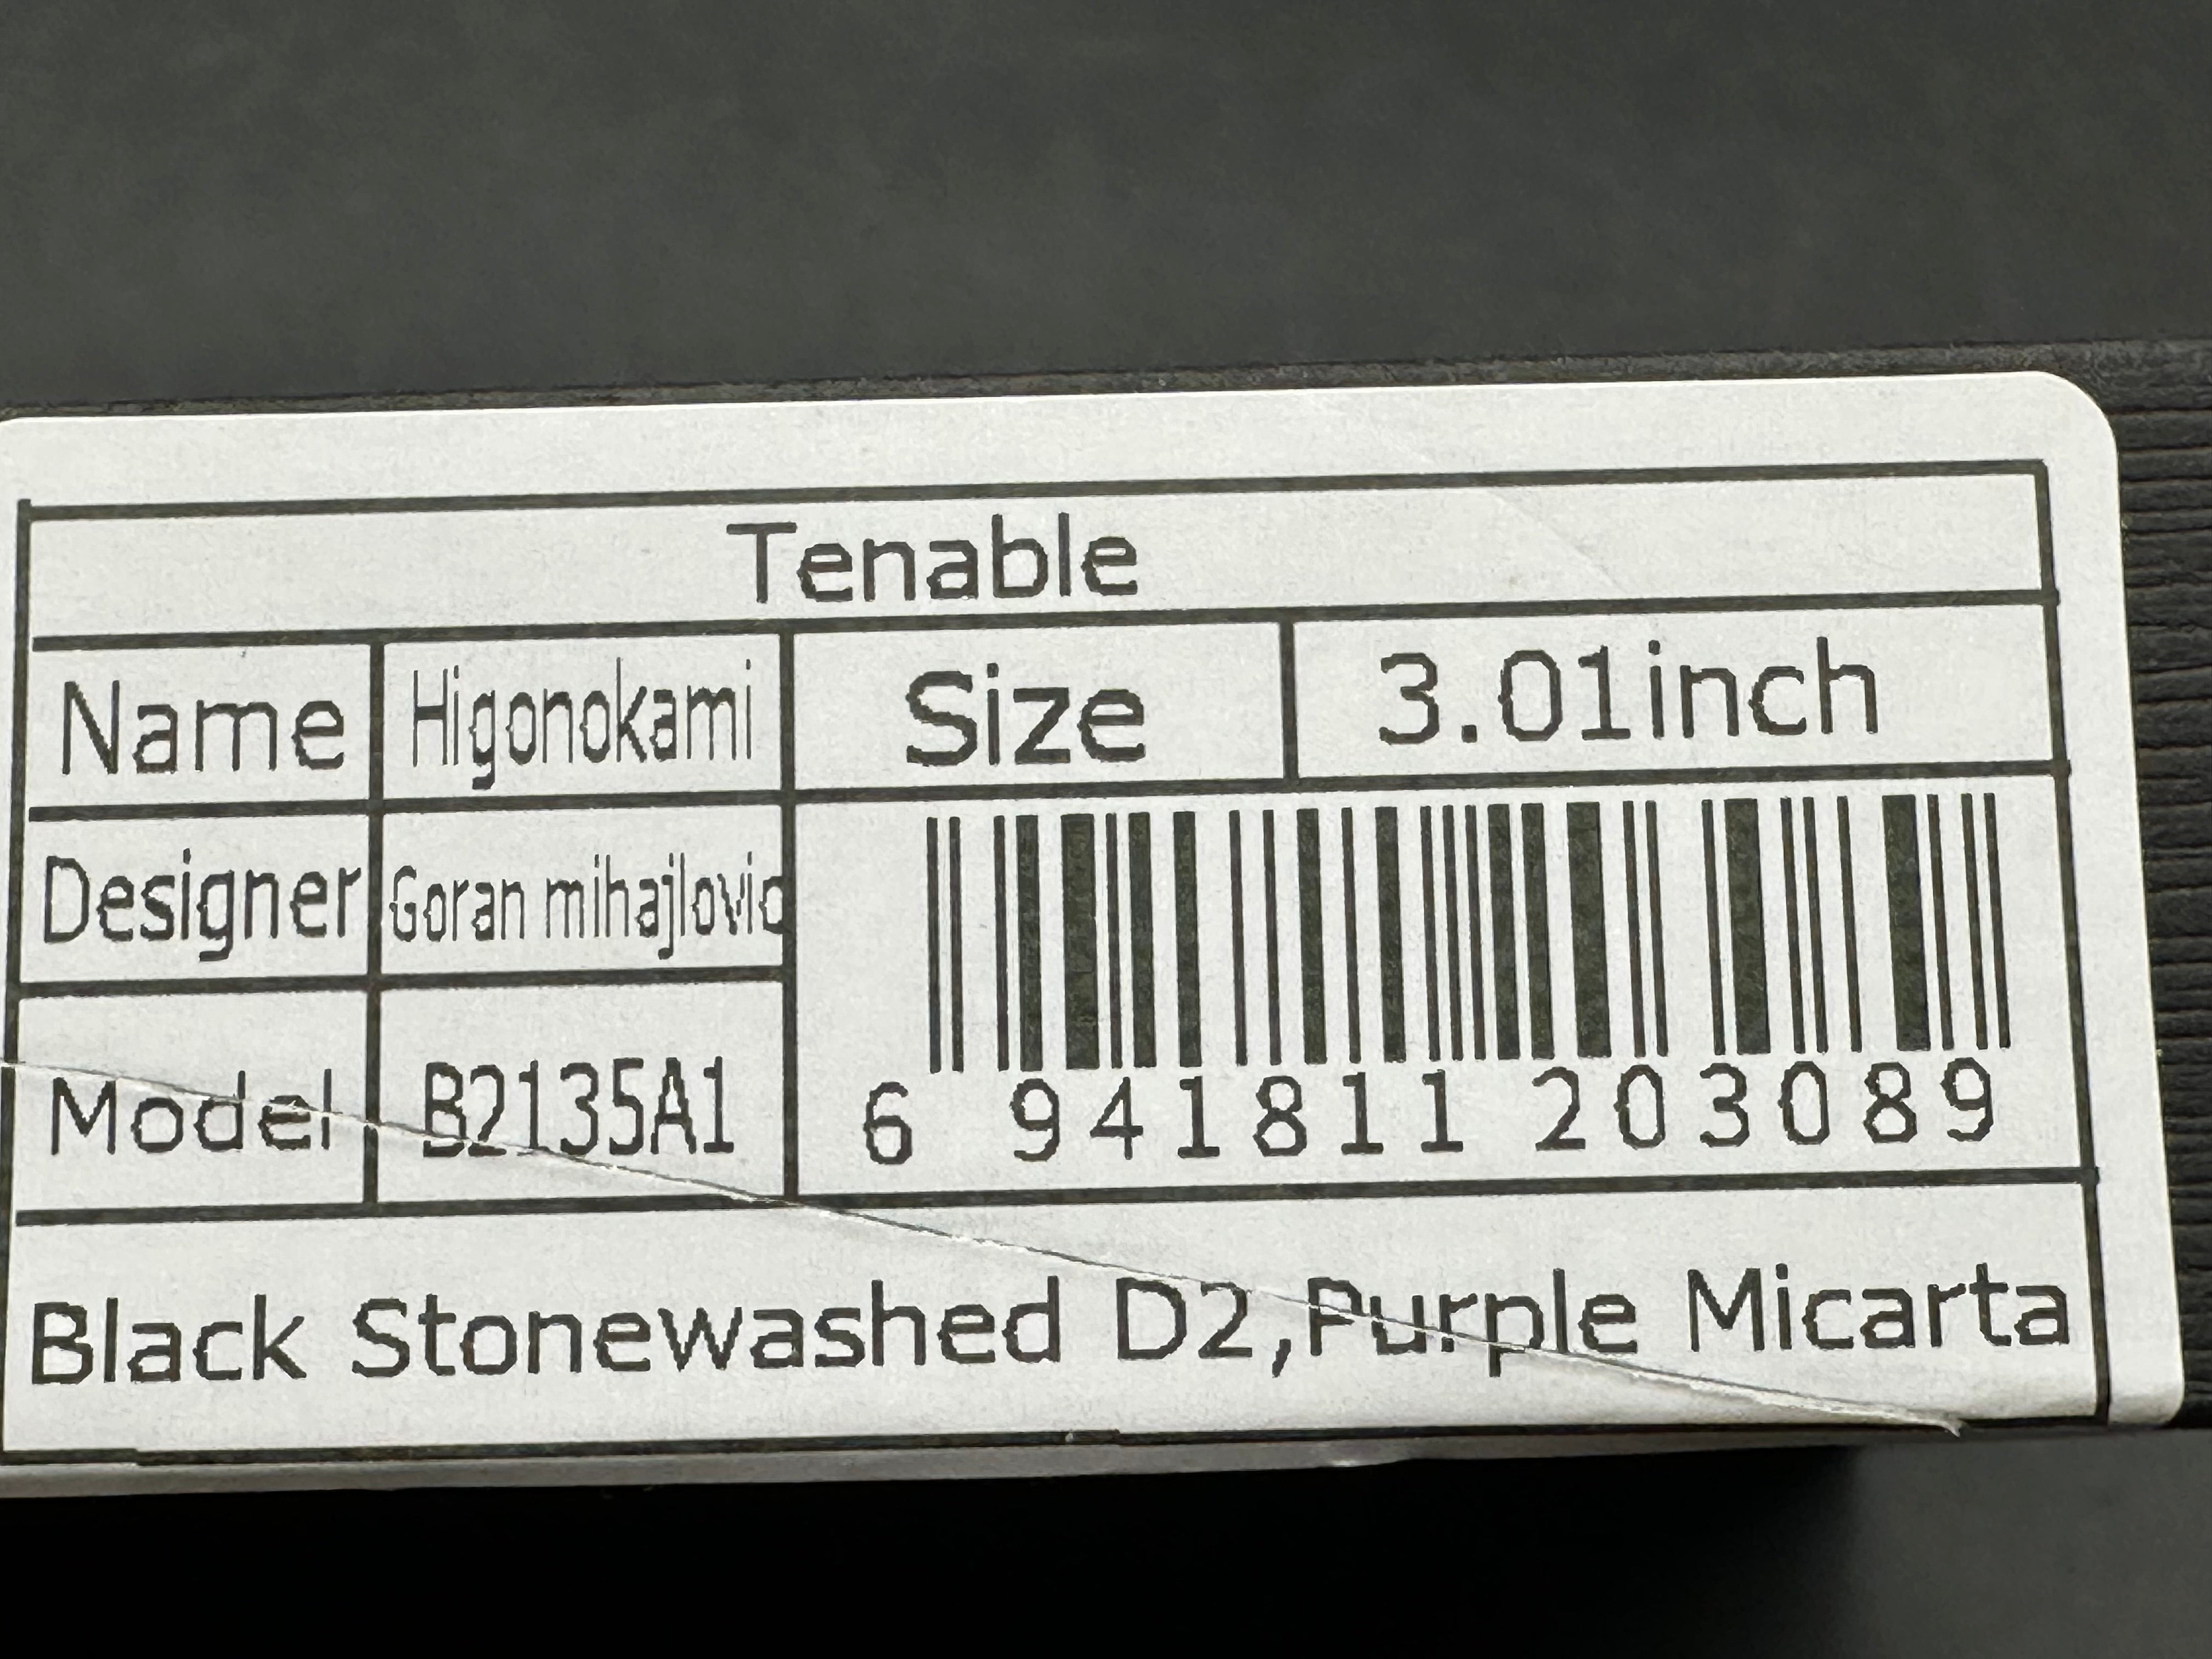 Tenable
Name Higonokami Size 3.01inch
Designer Goran mihajlovic
Model B2135A1
6 941811 203089
Black Stonewashed D2,Purple Micarta